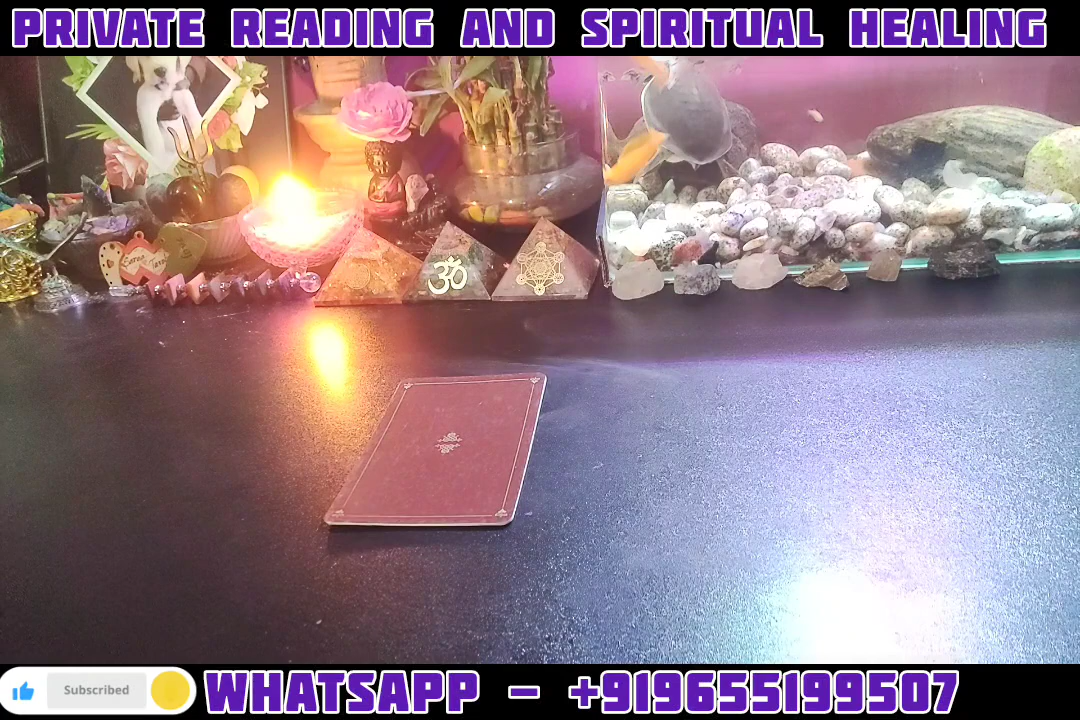 PRIVATE READING AND SPIRITUAL HEALING
ॐ
Subscribed
WHATSAPP - +919655199507